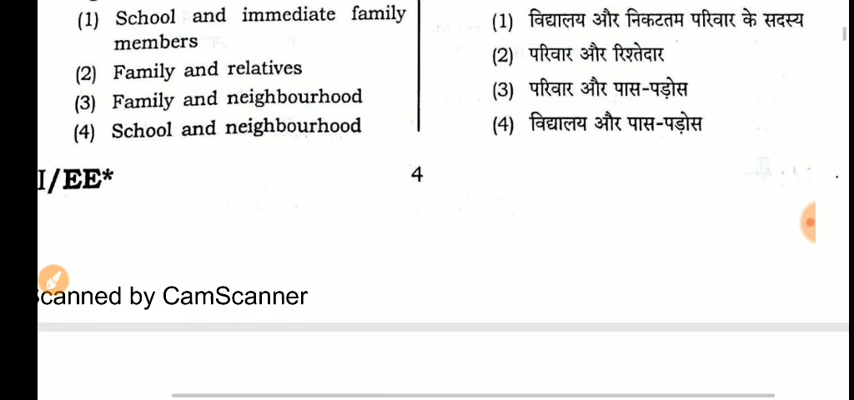 (1) School and immediate family
members
(2) Family and relatives
(3) Family and neighbourhood
(4) School and neighbourhood
(1) विद्यालय और निकटतम परिवार के सदस्य
(2) परिवार और रिश्तेदार
(3) परिवार और पास-पड़ोस
(4) विद्यालय और पास-पड़ोस
I/EE*
4
Scanned by CamScanner